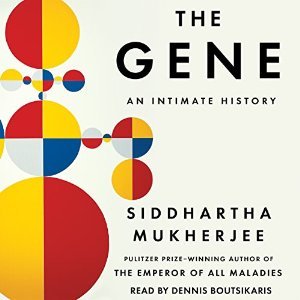 THE
GENE
AN INTIMATE HISTORY
SIDDHARTHA
MUKHERJEE
PULITZER PRIZE–WINNING AUTHOR OF
THE EMPEROR OF ALL MALADIES
READ BY DENNIS BOUTSIKARIS